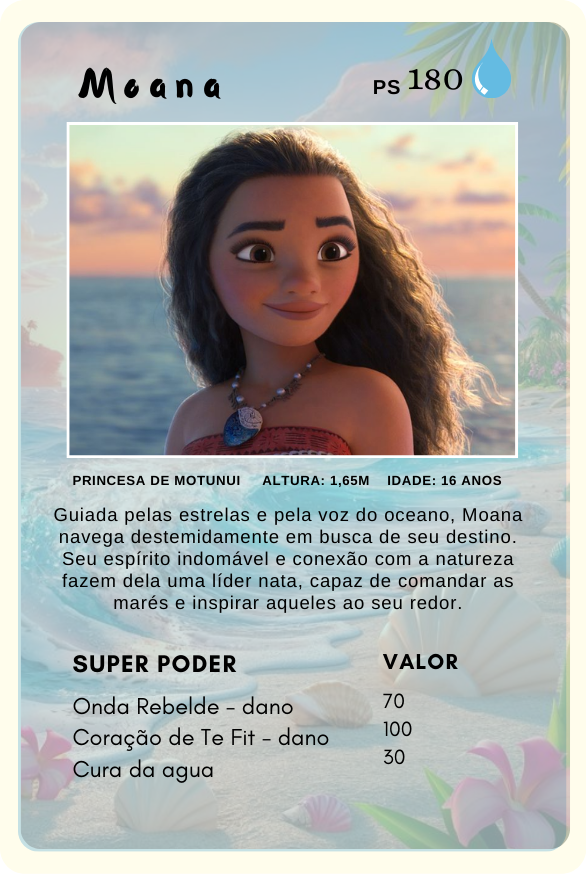 Moana
PS 180
PRINCESA DE MOTUNUI ALTURA: 1,65M IDADE: 16 ANOS
Guiada pelas estrelas e pela voz do oceano, Moana
navega destemidamente em busca de seu destino.
Seu espírito indomável e conexão com a natureza
fazem dela uma líder nata, capaz de comandar as
marés e inspirar aqueles ao seu redor.
SUPER PODER VALOR
Onda Rebelde - dano 70
Coração de Te Fit - dano 100
Cura da agua 30